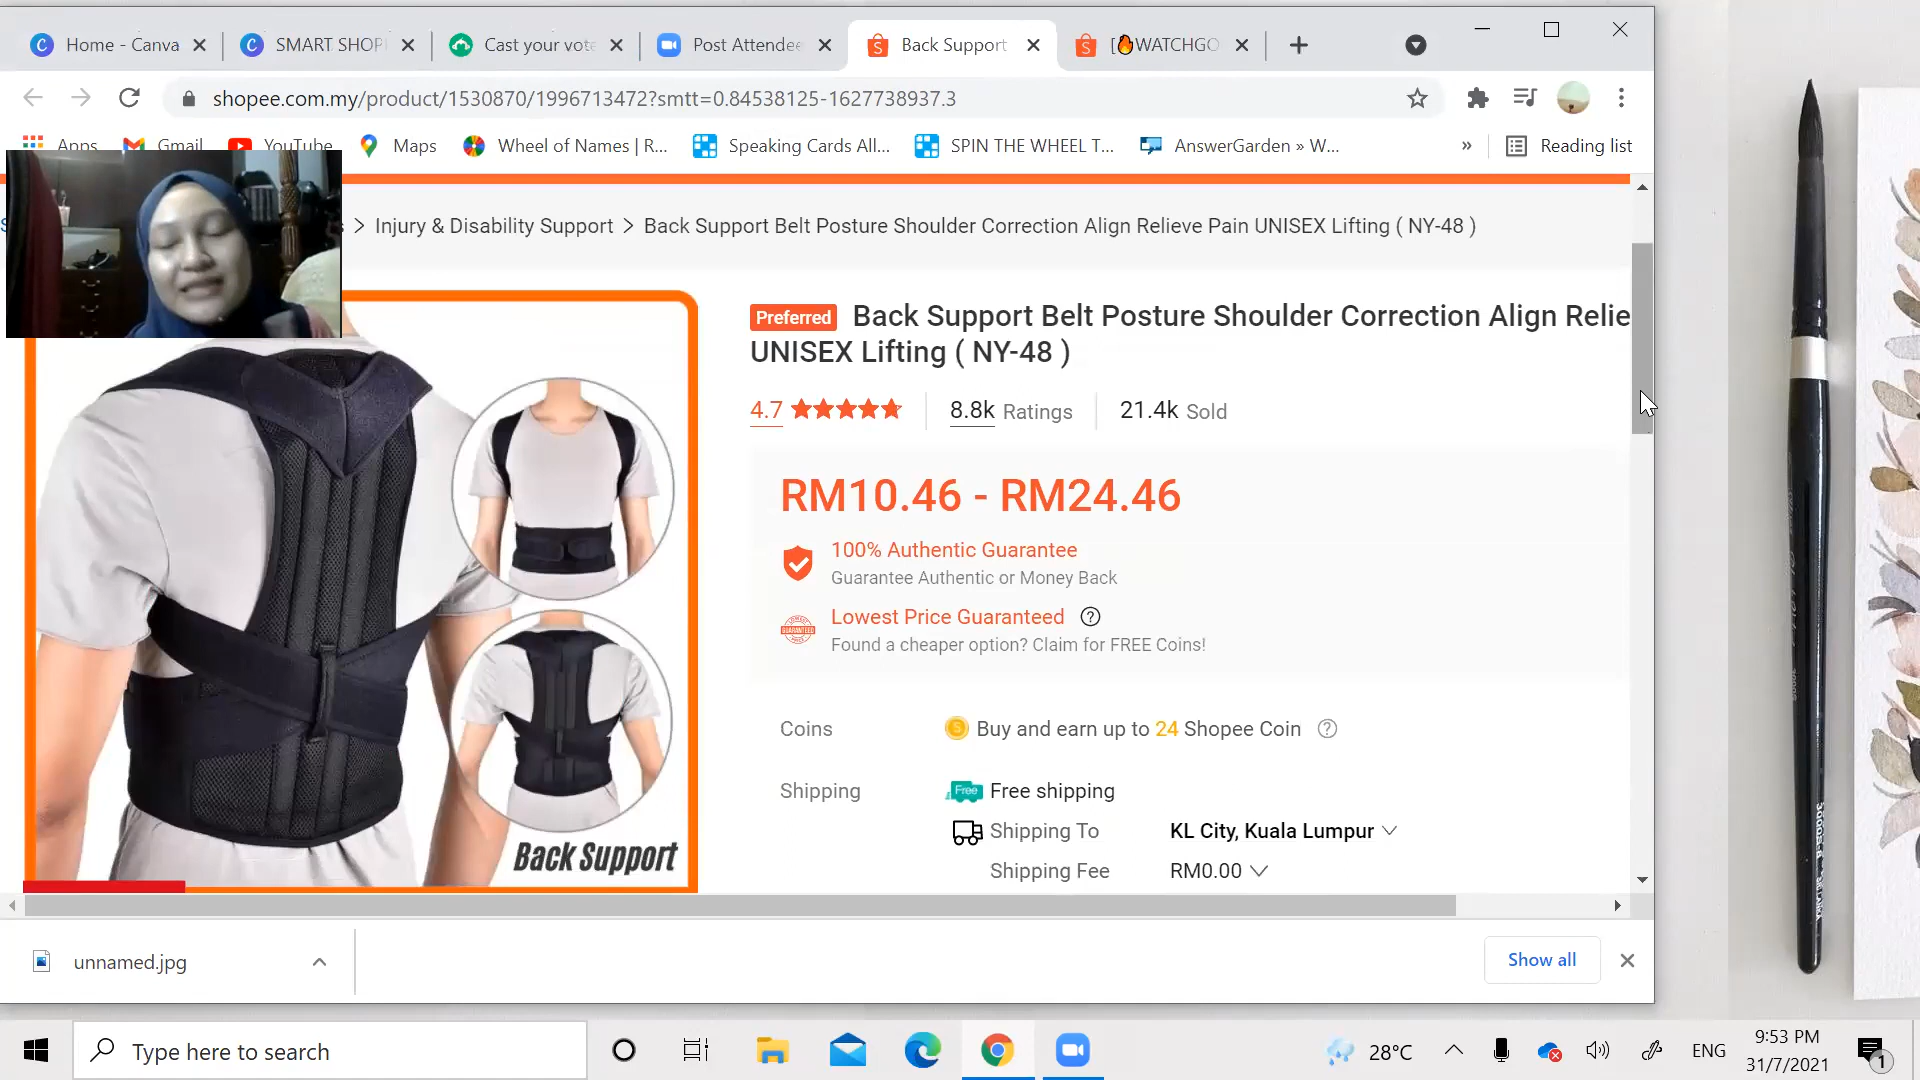 Home - Canva
SMART SHOP
Cast your vote
Post Attendee
Back Support
[🔥WATCHGO
shopee.com.my/product/1530870/1996713472?smtt=0.84538125-1627738937.3
Apps
Gmail
YouTube
Maps
Wheel of Names | R...
Speaking Cards All...
SPIN THE WHEEL T...
AnswerGarden » W...
»
Reading list
> Injury & Disability Support > Back Support Belt Posture Shoulder Correction Align Relieve Pain UNISEX Lifting ( NY-48 )
Preferred Back Support Belt Posture Shoulder Correction Align Relie
UNISEX Lifting ( NY-48 )
4.7
8.8k Ratings
21.4k Sold
RM10.46 - RM24.46
100% Authentic Guarantee
Guarantee Authentic or Money Back
Lowest Price Guaranteed ?
Found a cheaper option? Claim for FREE Coins!
Coins
Buy and earn up to 24 Shopee Coin ?
Shipping
Free Free shipping
Shipping To KL City, Kuala Lumpur
Shipping Fee RM0.00
Back Support
unnamed.jpg
Show all
Type here to search
28°C
ENG
9:53 PM
31/7/2021
1